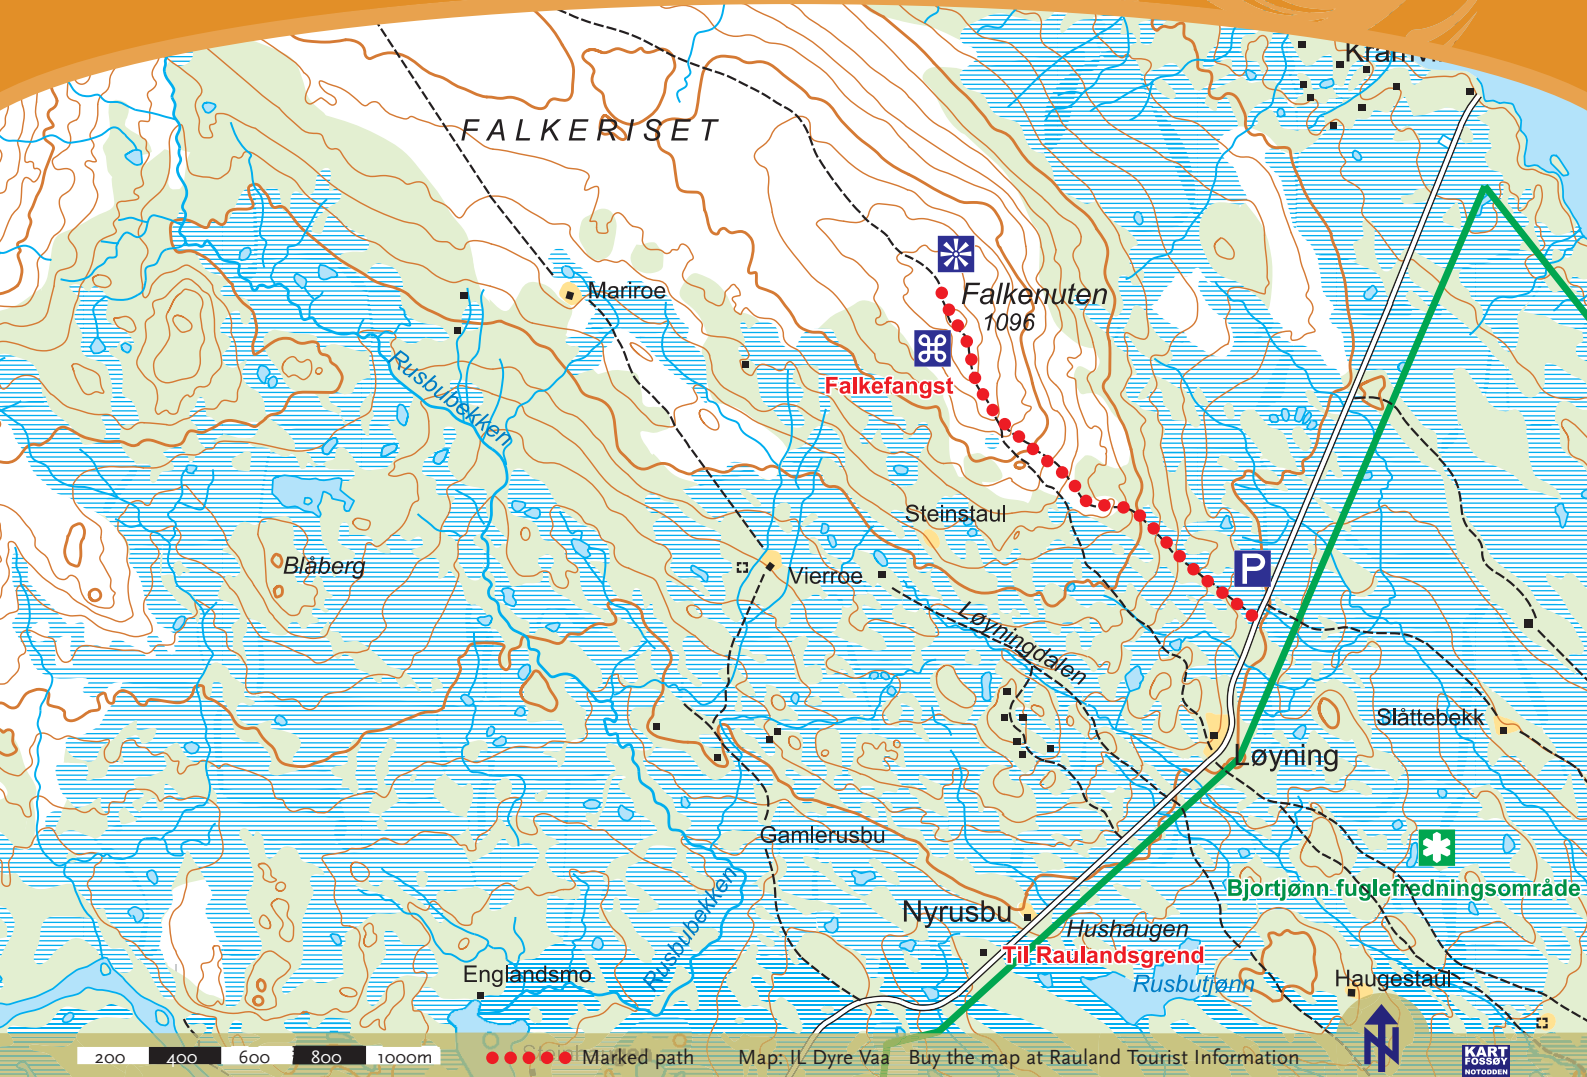 FALKERISET
Mariroe
Falkenuten
1096
Rusbubekken
Falkefangst
Steinstaul
P
Blåberg
Vierroe
Løyningdalen
Slåttebekk
Løyning
Gamlerusbu
Bjortjønn fuglefredningsområde
Rusbubekken
Nyrusbu
Hushaugen
Til Raulandsgrend
Englandsmo
Rusbutjønn
Haugestaul
N
200 400 600 800 1000m
Marked path
Map: IL Dyre Vaa
Buy the map at Rauland Tourist Information
KART
FOSSØY
NOTODDEN